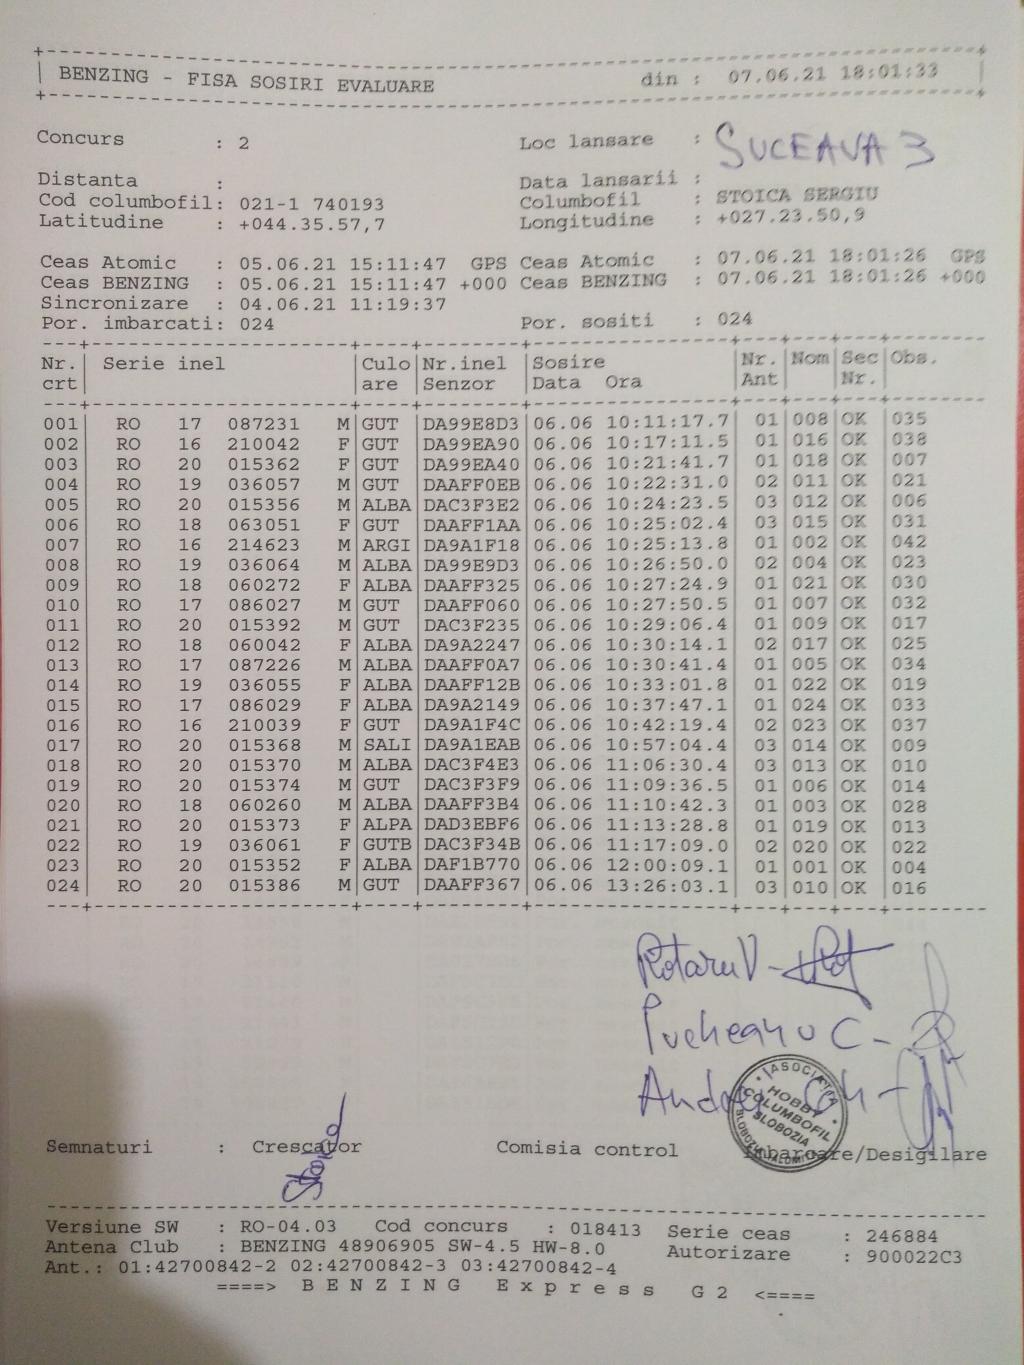 BENZING - FISA SOSIRI EVALUARE din : 07.06.21 18:01:33
Concurs : 2 Loc lansare : SUCEAVA 3
Distanta : Data lansarii :
Cod columbofil: 021-1 740193 Columbofil : STOICA SERGIU
Latitudine : +044.35.57,7 Longitudine : +027.23.50,9
Ceas Atomic : 05.06.21 15:11:47 GPS Ceas Atomic : 07.06.21 18:01:26 GPS
Ceas BENZING : 05.06.21 15:11:47 +000 Ceas BENZING : 07.06.21 18:01:26 +000
Sincronizare : 04.06.21 11:19:37
Por. imbarcati: 024 Por. sositi : 024
Nr. Serie inel Culo Nr.inel Sosire Nr. Nom Sec Obs.
crt are Senzor Data Ora Ant Nr.
001 RO 17 087231 M GUT DA99E8D3 06.06 10:11:17.7 01 008 OK 035
002 RO 16 210042 F GUT DA99EA90 06.06 10:17:11.5 01 016 OK 038
003 RO 20 015362 F GUT DA99EA40 06.06 10:21:41.7 01 018 OK 007
004 RO 19 036057 M GUT DAAFF0EB 06.06 10:22:31.0 02 011 OK 021
005 RO 20 015356 M ALBA DAC3F3E2 06.06 10:24:23.5 03 012 OK 006
006 RO 18 063051 F GUT DAAFF1AA 06.06 10:25:02.4 03 015 OK 031
007 RO 16 214623 M ARGI DA9A1F18 06.06 10:25:13.8 01 002 OK 042
008 RO 19 036064 M ALBA DA99E9D3 06.06 10:26:50.0 02 004 OK 023
009 RO 18 060272 F ALBA DAAFF325 06.06 10:27:24.9 01 021 OK 030
010 RO 17 086027 M GUT DAAFF060 06.06 10:27:50.5 01 007 OK 032
011 RO 20 015392 M GUT DAC3F235 06.06 10:29:06.4 01 009 OK 017
012 RO 18 060042 F ALBA DA9A2247 06.06 10:30:14.1 02 017 OK 025
013 RO 17 087226 M ALBA DAAFF0A7 06.06 10:30:41.4 01 005 OK 034
014 RO 19 036055 F ALBA DAAFF12B 06.06 10:33:01.8 01 022 OK 019
015 RO 17 086029 F ALBA DA9A2149 06.06 10:37:47.1 01 024 OK 033
016 RO 16 210039 F GUT DA9A1F4C 06.06 10:42:19.4 02 023 OK 037
017 RO 20 015368 M SALI DA9A1EAB 06.06 10:57:04.4 03 014 OK 009
018 RO 20 015370 M ALBA DAC3F4E3 06.06 11:06:30.4 03 013 OK 010
019 RO 20 015374 M GUT DAC3F3F9 06.06 11:09:36.5 01 006 OK 014
020 RO 18 060260 M ALBA DAAFF3B4 06.06 11:10:42.3 01 003 OK 028
021 RO 20 015373 F ALPA DAD3EBF6 06.06 11:13:28.8 01 019 OK 013
022 RO 19 036061 F GUTB DAC3F34B 06.06 11:17:09.0 02 020 OK 022
023 RO 20 015352 F ALBA DAF1B770 06.06 12:00:09.1 01 001 OK 004
024 RO 20 015386 M GUT DAAFF367 06.06 13:26:03.1 03 010 OK 016
Rotaru V -
C -
ASOCIATIA
HOBBY
COLUMBOFIL
SLOBOZIA
SLOBOZIA IALOMITA
Semnaturi : Crescator Comisia control Imbarcare/Desigilare
Versiune SW : RO-04.03 Cod concurs : 018413 Serie ceas : 246884
Antena Club : BENZING 48906905 SW-4.5 HW-8.0 Autorizare : 900022C3
Ant.: 01:42700842-2 02:42700842-3 03:42700842-4
====> B E N Z I N G E x p r e s s G 2 <====